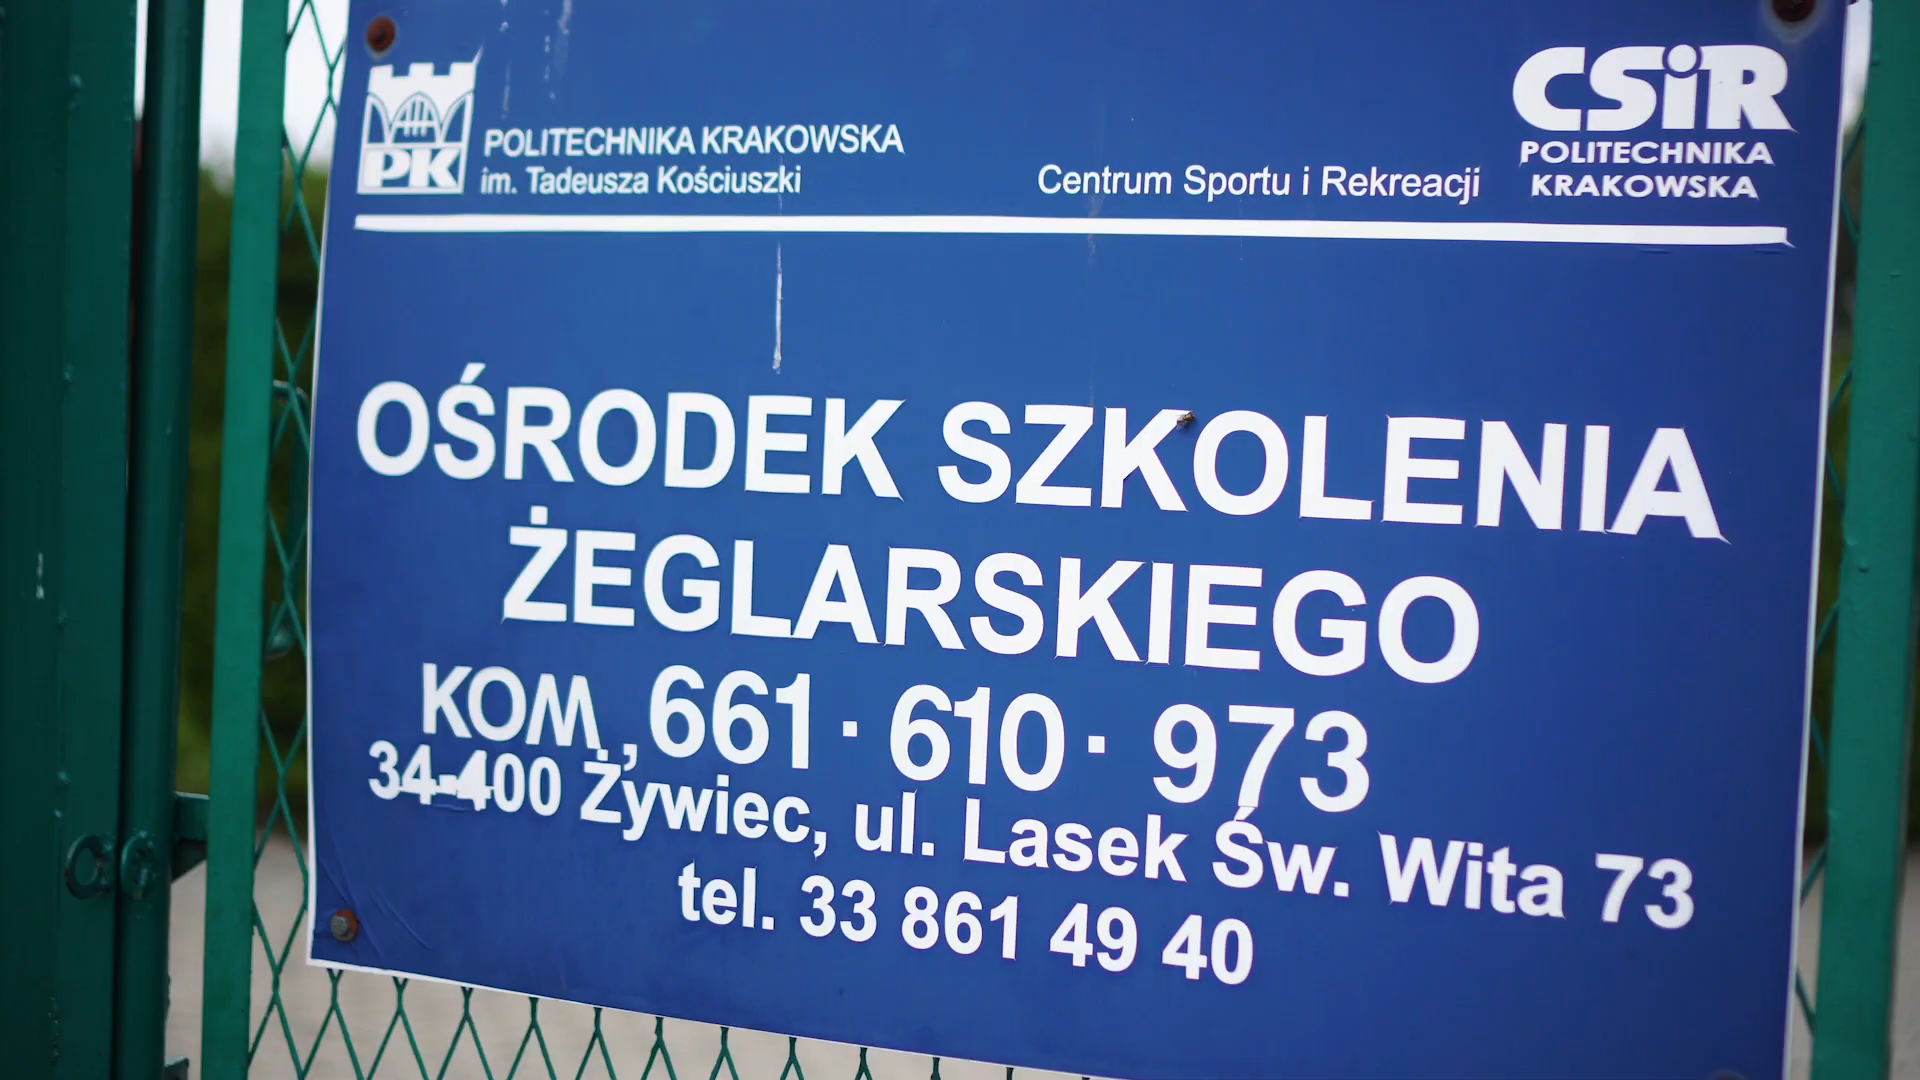 PK
POLITECHNIKA KRAKOWSKA
im. Tadeusza Kościuszki
Centrum Sportu i Rekreacji
CSiR
POLITECHNIKA
KRAKOWSKA
OŚRODEK SZKOLENIA
ŻEGLARSKIEGO
KOM, 661·610·973
34-400 Żywiec, ul. Lasek Św. Wita 73
tel. 33 861 49 40